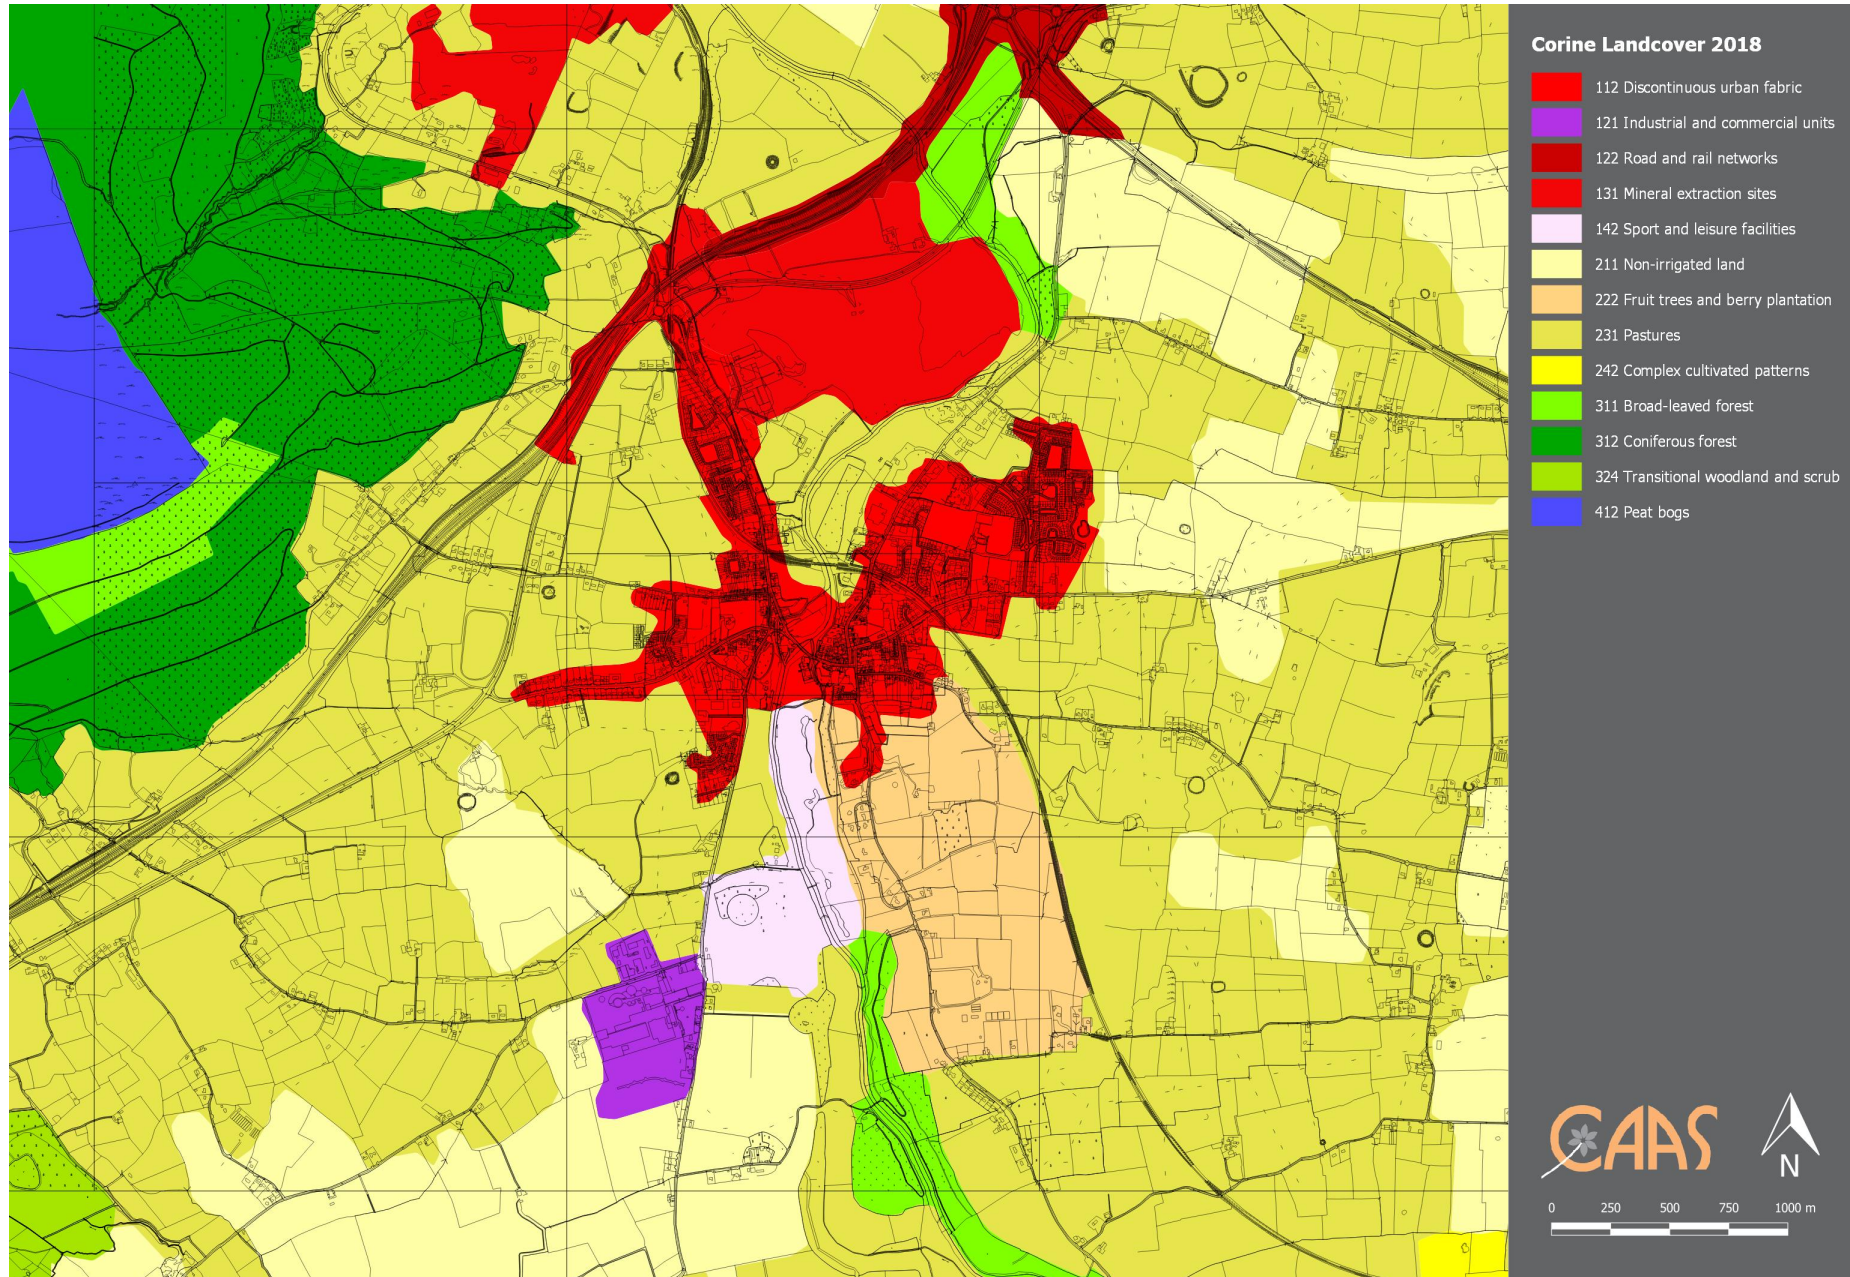 Corine Landcover 2018
112 Discontinuous urban fabric
121 Industrial and commercial units
122 Road and rail networks
131 Mineral extraction sites
142 Sport and leisure facilities
211 Non-irrigated land
222 Fruit trees and berry plantation
231 Pastures
242 Complex cultivated patterns
311 Broad-leaved forest
312 Coniferous forest
324 Transitional woodland and scrub
412 Peat bogs
CAAS
N
0 250 500 750 1000 m